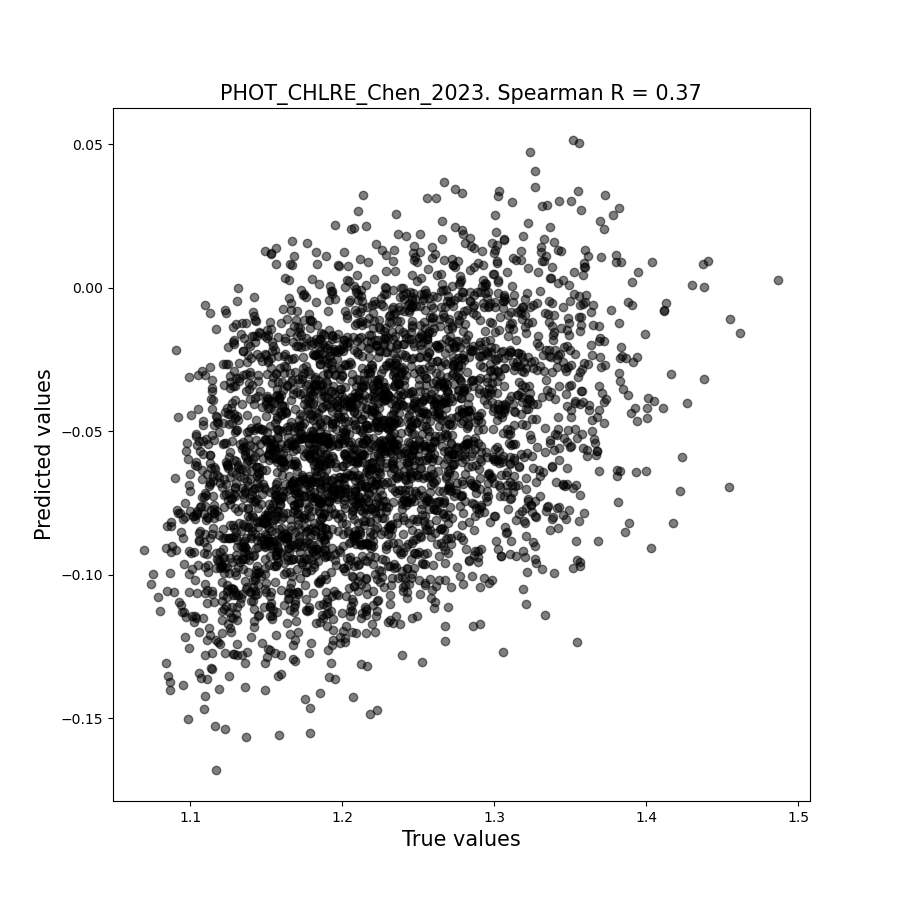 PHOT_CHLRE_Chen_2023. Spearman R = 0.37
0.05
0.00
−0.05
−0.10
−0.15
Predicted values
1.1 1.2 1.3 1.4 1.5
True values